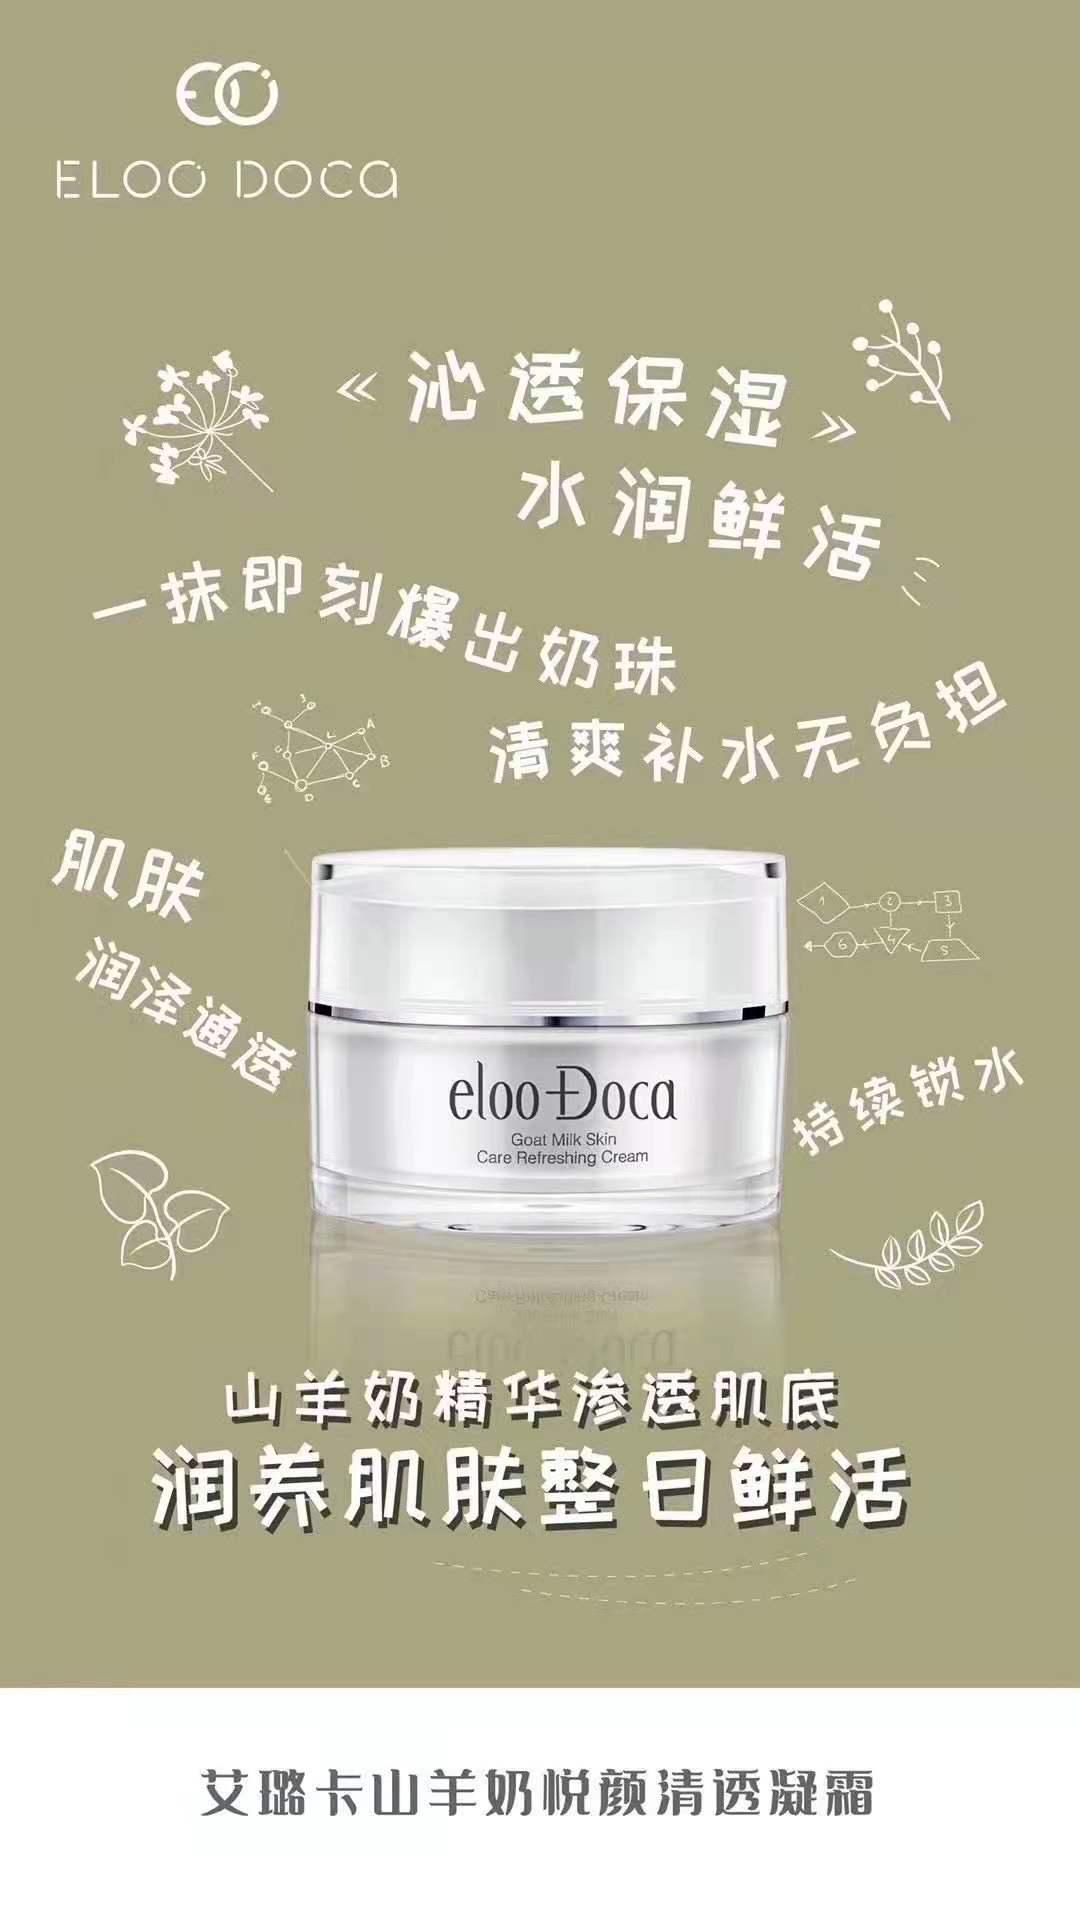 ELOO DOCA
《沁透保湿》
水润鲜活
一抹即刻爆出奶珠
清爽补水无负担
肌肤
润泽通透
持续锁水
eloo Doca
Goat Milk Skin
Care Refreshing Cream
山羊奶精华渗透肌底
润养肌肤整日鲜活
艾璐卡山羊奶悦颜清透凝霜